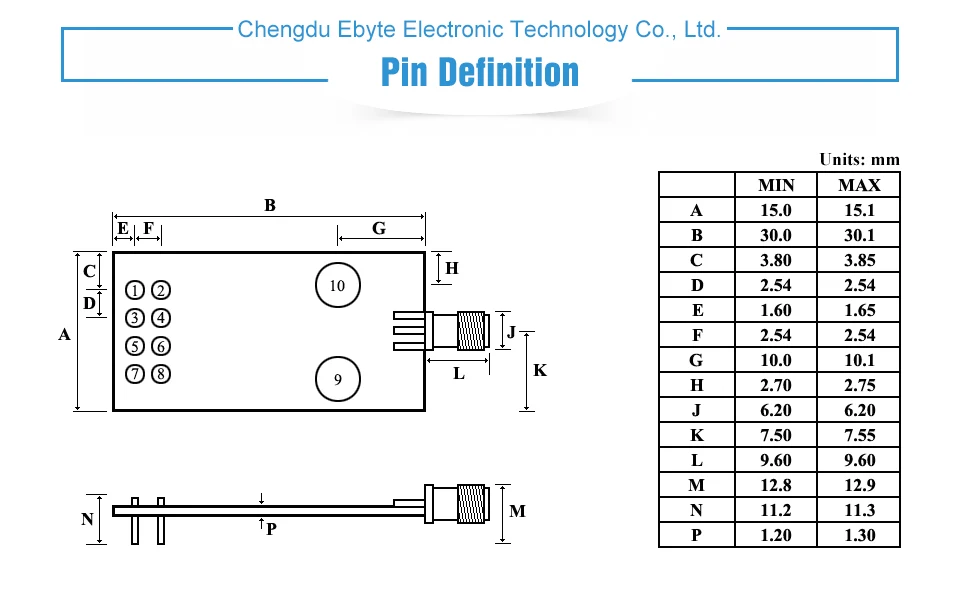 Chengdu Ebyte Electronic Technology Co., Ltd.
Pin Definition
Units: mm
MIN MAX
A 15.0 15.1
B 30.0 30.1
C 3.80 3.85
D 2.54 2.54
E 1.60 1.65
F 2.54 2.54
G 10.0 10.1
H 2.70 2.75
J 6.20 6.20
K 7.50 7.55
L 9.60 9.60
M 12.8 12.9
N 11.2 11.3
P 1.20 1.30
B
E F G
C H
1 2 10
D
3 4
A J
5 6
K
7 8 9 L
N M
P